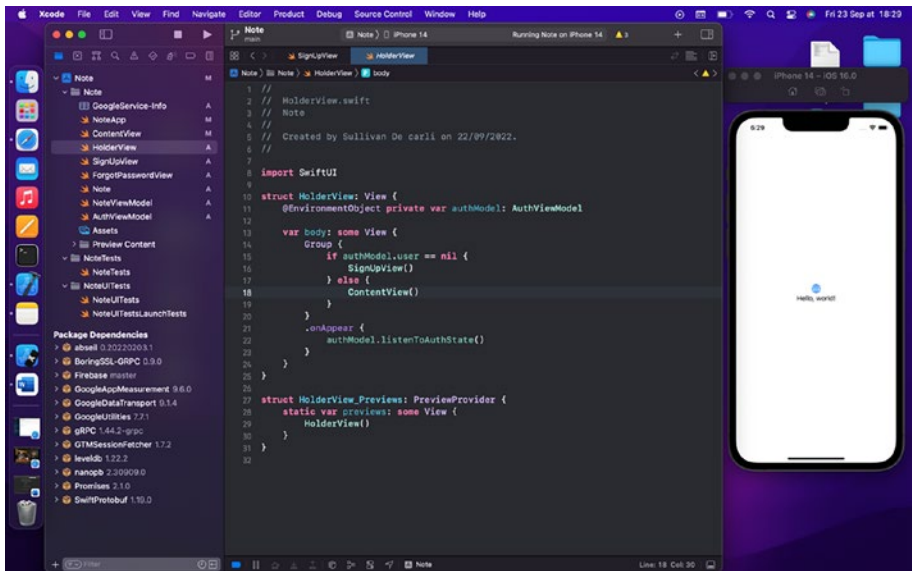 Xcode File Edit View Find Navigate Editor Product Debug Source Control Window Help Fri 23 Sep at 18:29
Note
main
Note iPhone 14
Running Note on iPhone 14
SignUpView HolderView
Note Note HolderView body
Note M
Note
GoogleService-Info A
NoteApp M
ContentView M
HolderView A
SignUpView A
ForgotPasswordView A
Note A
NoteViewModel A
AuthViewModel A
Assets
Preview Content
NoteTests
NoteTests
NoteUITests
NoteUITests
NoteUITestsLaunchTests
Package Dependencies
abseil 0.20220203.1
BoringSSL-GRPC 0.9.0
Firebase master
GoogleAppMeasurement 9.6.0
GoogleDataTransport 9.1.4
GoogleUtilities 7.7.1
gRPC 1.44.2-grpc
GTMSessionFetcher 1.7.2
leveldb 1.22.2
nanopb 2.30909.0
Promises 2.1.0
SwiftProtobuf 1.19.0
Filter
1 //
2 // HolderView.swift
3 // Note
4 //
5 // Created by Sullivan De carli on 22/09/2022.
6 //
7
8 import SwiftUI
9
10 struct HolderView: View {
11 @EnvironmentObject private var authModel: AuthViewModel
12
13 var body: some View {
14 Group {
15 if authModel.user == nil {
16 SignUpView()
17 } else {
18 ContentView()
19 }
20 }
21 .onAppear {
22 authModel.listenToAuthState()
23 }
24 }
25 }
26
27 struct HolderView_Previews: PreviewProvider {
28 static var previews: some View {
29 HolderView()
30 }
31 }
32
Note
Line: 18 Col: 30
iPhone 14 – iOS 16.0
6:29
Hello, world!